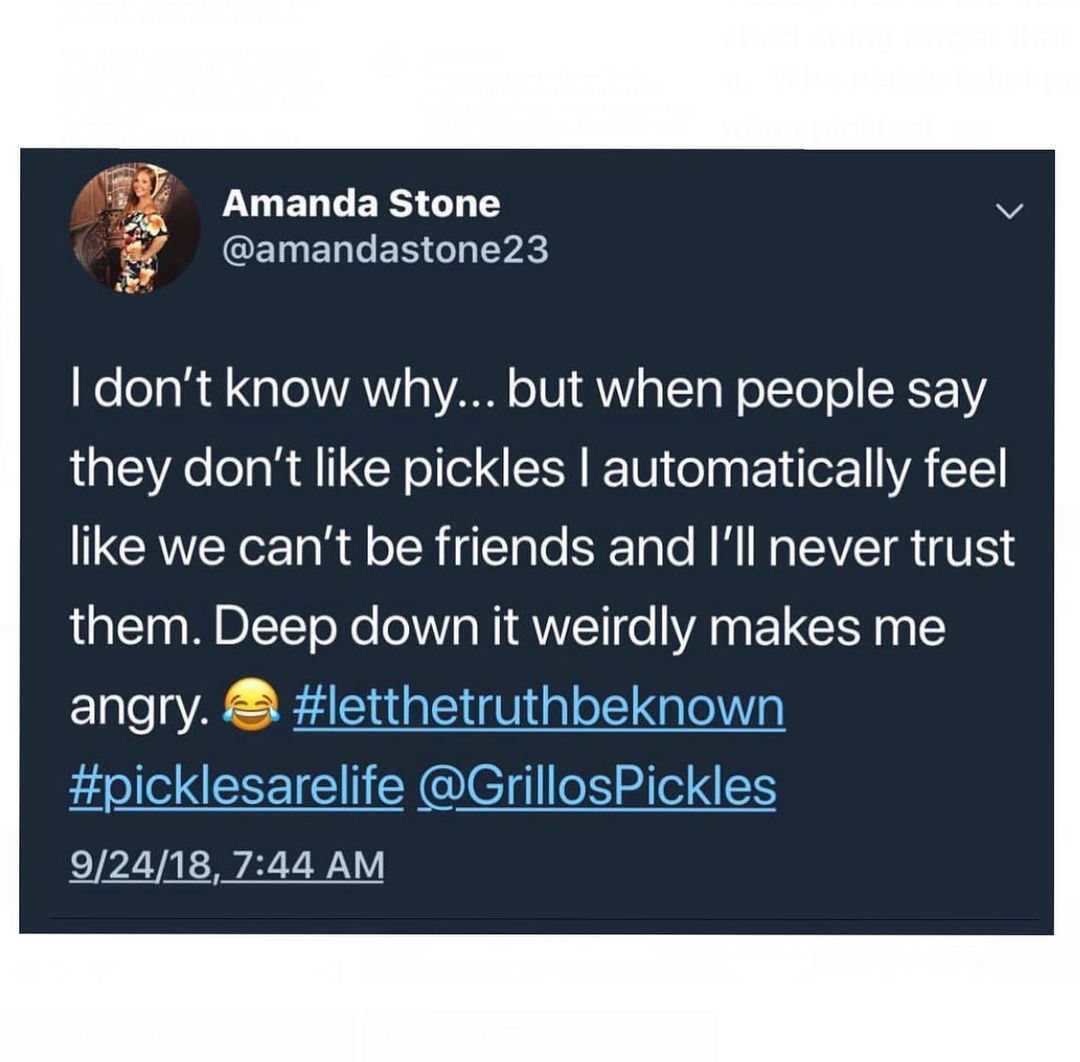 Amanda Stone
@amandastone23
I don’t know why... but when people say
they don’t like pickles I automatically feel
like we can’t be friends and I’ll never trust
them. Deep down it weirdly makes me
angry. 😂 #letthetruthbeknown
#picklesarelife @GrillosPickles
9/24/18, 7:44 AM